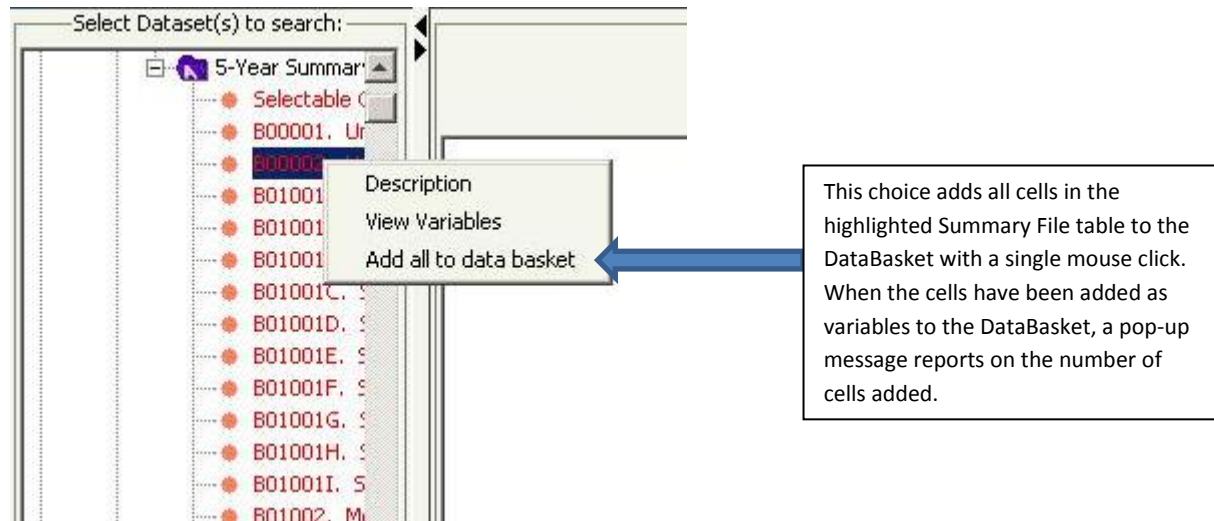 Select Dataset(s) to search:
5-Year Summar
Selectable
B00001. Un
B00002.
B01001
B01001
B01001
B01001C. S
B01001D. S
B01001E. S
B01001F. S
B01001G. S
B01001H. S
B01001I. S
B01002. Me
Description
View Variables
Add all to data basket
This choice adds all cells in the
highlighted Summary File table to the
DataBasket with a single mouse click.
When the cells have been added as
variables to the DataBasket, a pop-up
message reports on the number of
cells added.